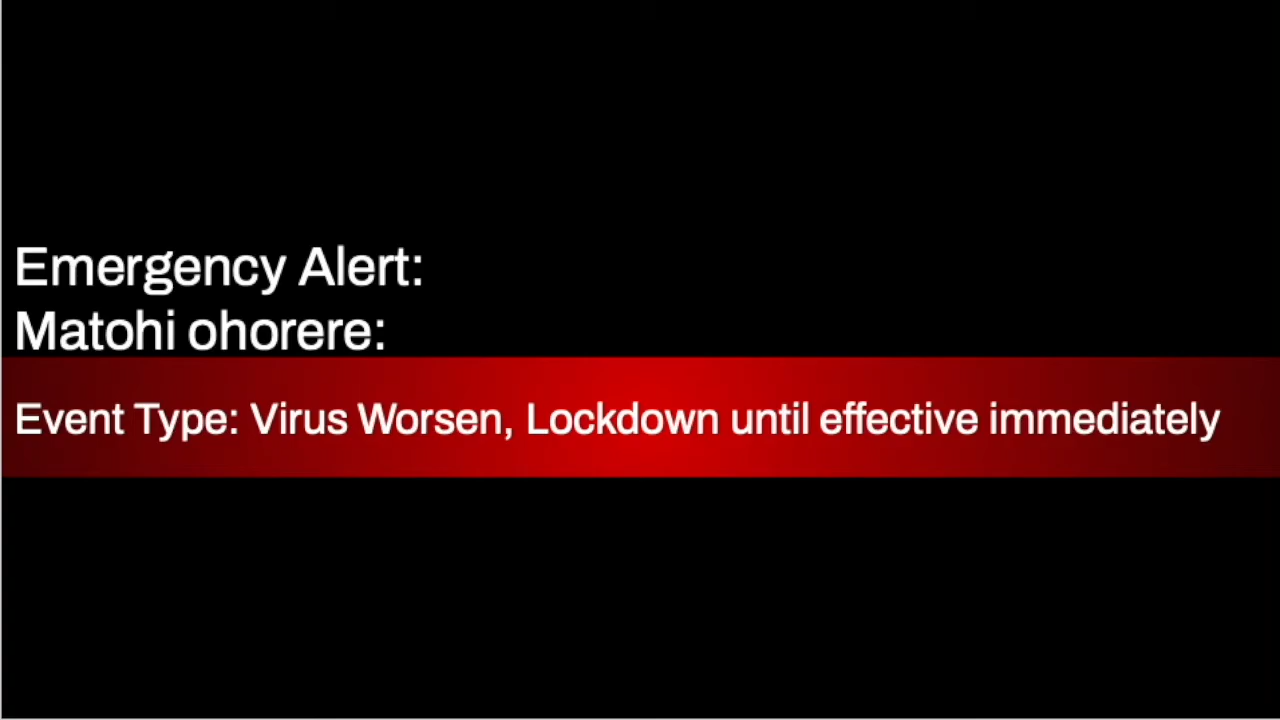 Emergency Alert:
Matohi ohorere:
Event Type: Virus Worsen, Lockdown until effective immediately